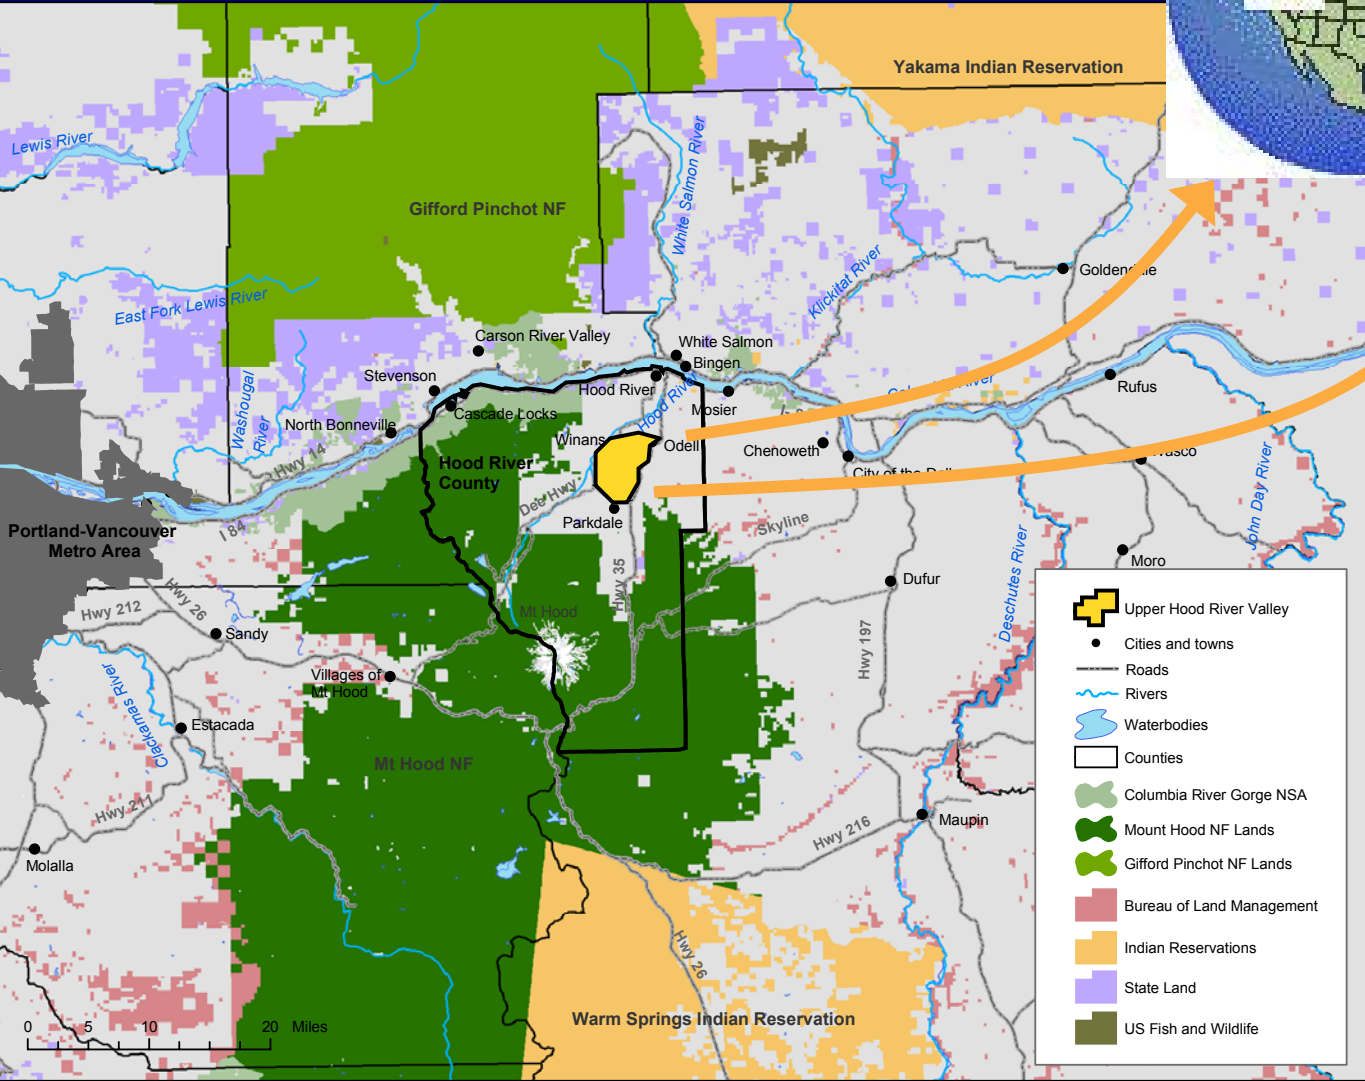 Yakama Indian Reservation
Lewis River
White Salmon River
Gifford Pinchot NF
Klickitat River
East Fork Lewis River
Carson River Valley
White Salmon
Bingen
Stevenson
Hood River
Hood River
Mosier
Rufus
Cascade Locks
Washougal
River
North Bonneville
Hwy 14
Winans
Odell
Chenoweth
Hood River
County
Dee Hwy
Parkdale
Skyline
I 84
Portland-Vancouver
Metro Area
John Day River
Deschutes River
Moro
Dufur
Hwy 35
Hwy 212
Hwy 26
Mt Hood
Sandy
Hwy 197
Villages of
Mt Hood
Clackamas River
Estacada
Mt Hood NF
Hwy 211
Hwy 216
Maupin
Molalla
Hwy 26
Warm Springs Indian Reservation
0 5 10 20 Miles
Upper Hood River Valley
Cities and towns
Roads
Rivers
Waterbodies
Counties
Columbia River Gorge NSA
Mount Hood NF Lands
Gifford Pinchot NF Lands
Bureau of Land Management
Indian Reservations
State Land
US Fish and Wildlife